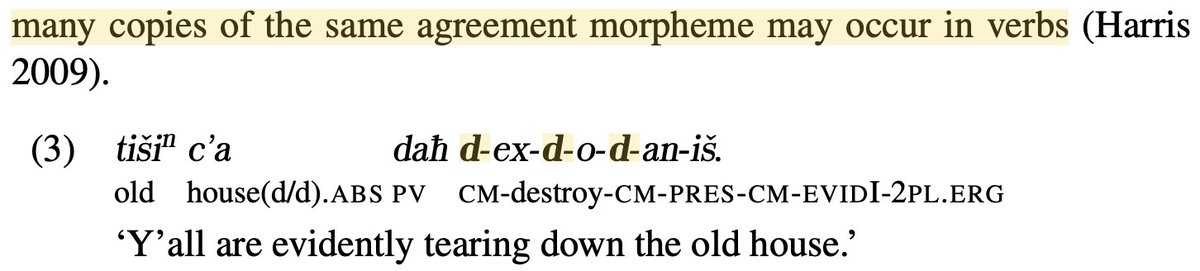 many copies of the same agreement morpheme may occur in verbs (Harris
2009).
(3) tišiⁿ c’a daħ d-ex-d-o-d-an-iš.
old house(d/d).ABS PV CM-destroy-CM-PRES-CM-EVIDI-2PL.ERG
‘Y’all are evidently tearing down the old house.’